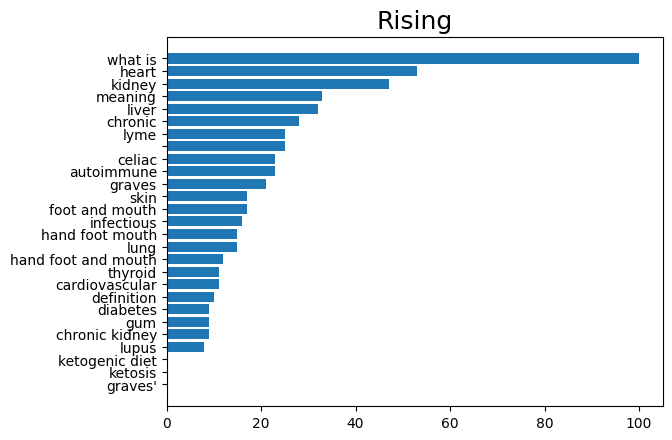 Rising
what is
heart
kidney
meaning
liver
chronic
lyme
celiac
autoimmune
graves
skin
foot and mouth
infectious
hand foot mouth
lung
hand foot and mouth
thyroid
cardiovascular
definition
diabetes
gum
chronic kidney
lupus
ketogenic diet
ketosis
graves'
0 20 40 60 80 100